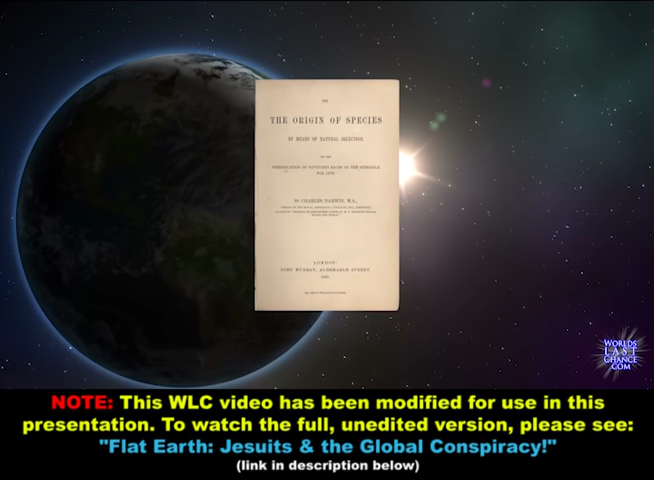 ON
THE ORIGIN OF SPECIES
BY MEANS OF NATURAL SELECTION,
OR THE
PRESERVATION OF FAVOURED RACES IN THE STRUGGLE
FOR LIFE.
BY CHARLES DARWIN, M.A.,
LONDON:
JOHN MURRAY, ALBEMARLE STREET.
1859.
WORLDS
LAST
CHANCE
.COM
NOTE: This WLC video has been modified for use in this
presentation. To watch the full, unedited version, please see:
"Flat Earth: Jesuits & the Global Conspiracy!"
(link in description below)